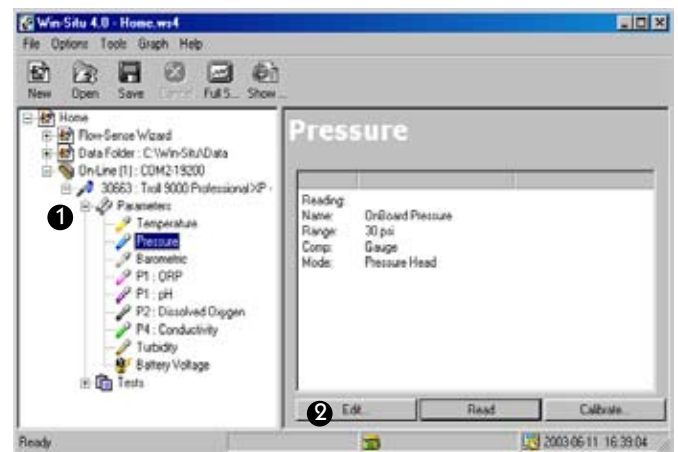 Win-Situ 4.0 - Home.ws4
File Options Tools Graph Help
New Open Save Cancel Full S... Show ...
Home
Flow-Sense Wizard
Data Folder : C:\Win-Situ\Data
On-Line (1) : COM2-19200
30663 : Troll 9000 Professional XP -
1
Parameters
Temperature
Pressure
Barometric
P1 : ORP
P1 : pH
P2 : Dissolved Oxygen
P4 : Conductivity
Turbidity
Battery Voltage
Tests
Pressure
Reading:
Name: OnBoard Pressure
Range: 30 psi
Comp: Gauge
Mode: Pressure Head
2
Edit... Read Calibrate...
Ready 2003-06-11 16:39:04